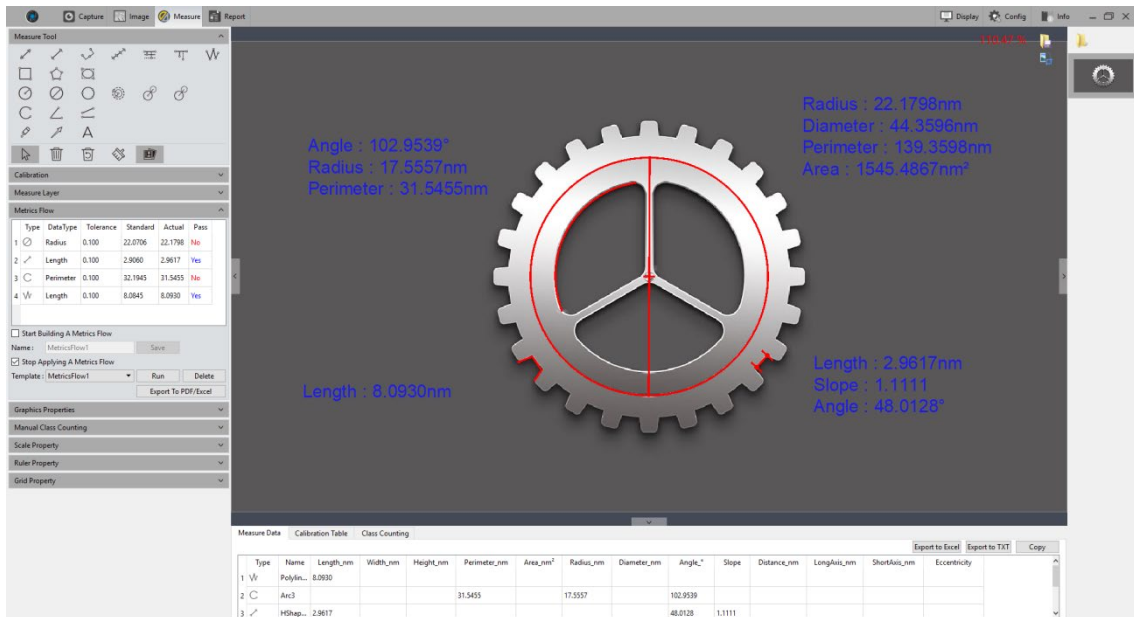 Capture Image Measure Report Display Config Info
Measure Tool
A
110.61%
Calibration
Measure Layer
Metrics Flow
Type DataType Tolerance Standard Actual Pass
1 Radius 0.100 22.0706 22.1798 No
2 Length 0.100 2.9060 2.9617 Yes
3 Perimeter 0.100 32.1945 31.5455 No
4 Length 0.100 8.0845 8.0930 Yes
Start Building A Metrics Flow
Name: MetricsFlow1 Save
Stop Applying A Metrics Flow
Template: MetricsFlow1 Run Delete
Export To PDF/Excel
Graphics Properties
Manual Class Counting
Scale Property
Ruler Property
Grid Property
Angle : 102.9539°
Radius : 17.5557nm
Perimeter : 31.5455nm
Radius : 22.1798nm
Diameter : 44.3596nm
Perimeter : 139.3598nm
Area : 1545.4867nm²
Length : 8.0930nm
Length : 2.9617nm
Slope : 1.1111
Angle : 48.0128°
Measure Data Calibration Table Class Counting
Export to Excel Export to TXT Copy
Type Name Length_nm Width_nm Height_nm Perimeter_nm Area_nm² Radius_nm Diameter_nm Angle_° Slope Distance_nm LongAxis_nm ShortAxis_nm Eccentricity
1 Polylin... 8.0930
2 Arc3 31.5455 17.5557 102.9539
3 HShap... 2.9617 48.0128 1.1111